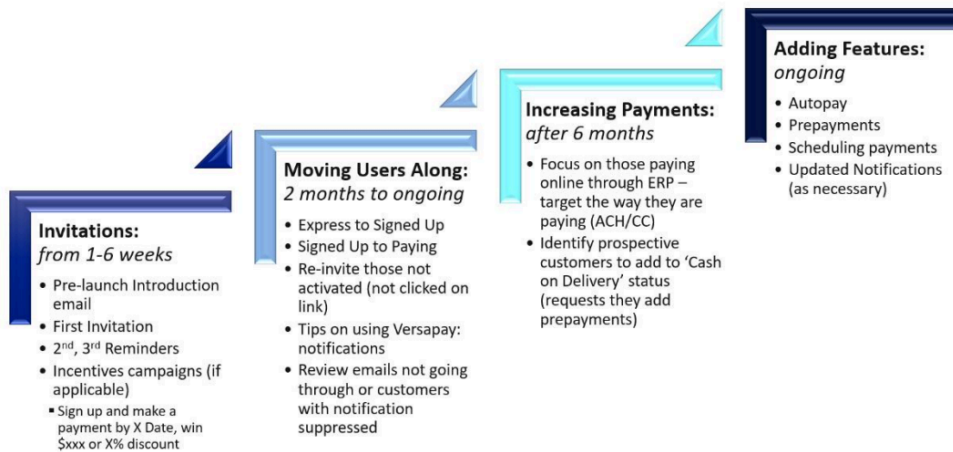 Invitations:
from 1-6 weeks
• Pre-launch Introduction
email
• First Invitation
• 2nd, 3rd Reminders
• Incentives campaigns (if
applicable)
▪ Sign up and make a
payment by X Date, win
$xxx or X% discount
Moving Users Along:
2 months to ongoing
• Express to Signed Up
• Signed Up to Paying
• Re-invite those not
activated (not clicked on
link)
• Tips on using Versapay:
notifications
• Review emails not going
through or customers
with notification
suppressed
Increasing Payments:
after 6 months
• Focus on those paying
online through ERP –
target the way they are
paying (ACH/CC)
• Identify prospective
customers to add to ‘Cash
on Delivery’ status
(requests they add
prepayments)
Adding Features:
ongoing
• Autopay
• Prepayments
• Scheduling payments
• Updated Notifications
(as necessary)